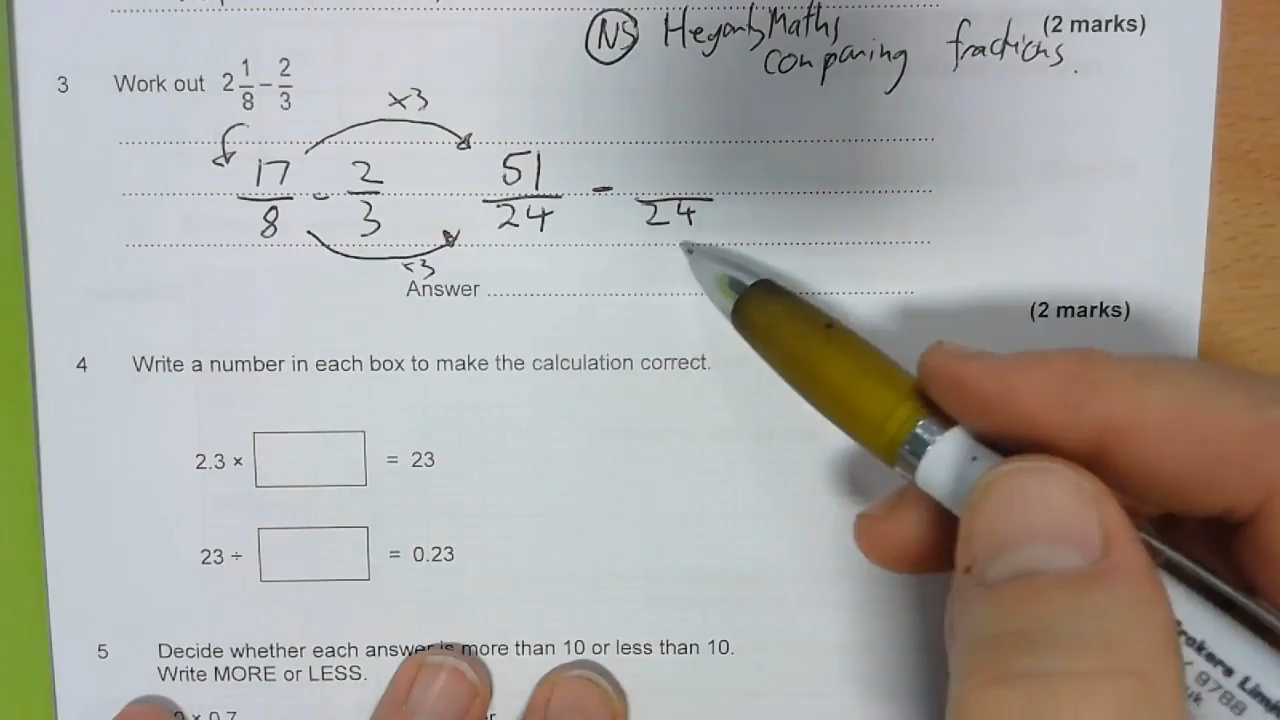 (2 marks)
NS HegartyMaths
comparing fractions.
3 Work out 2 1/8 − 2/3
×3
17/8 - 2/3 51/24 - /24
×3
Answer
(2 marks)
4 Write a number in each box to make the calculation correct.
2.3 × = 23
23 ÷ = 0.23
5 Decide whether each answer is more than 10 or less than 10.
Write MORE or LESS.
× 0.7
9788